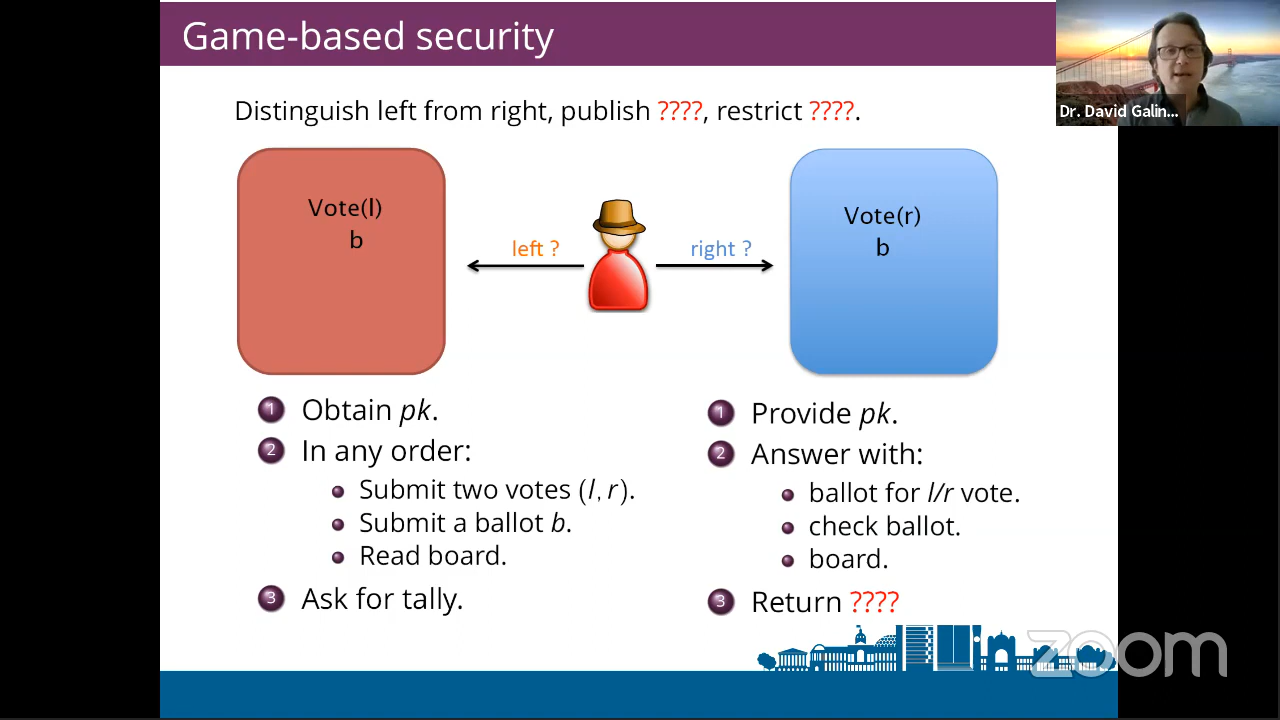 Game-based security
Dr. David Galin...
Distinguish left from right, publish ????, restrict ????.
Vote(l)
b
left ?
right ?
Vote(r)
b
1 Obtain pk.
2 In any order:
Submit two votes (l, r).
Submit a ballot b.
Read board.
3 Ask for tally.
1 Provide pk.
2 Answer with:
ballot for l/r vote.
check ballot.
board.
3 Return ????
zoom